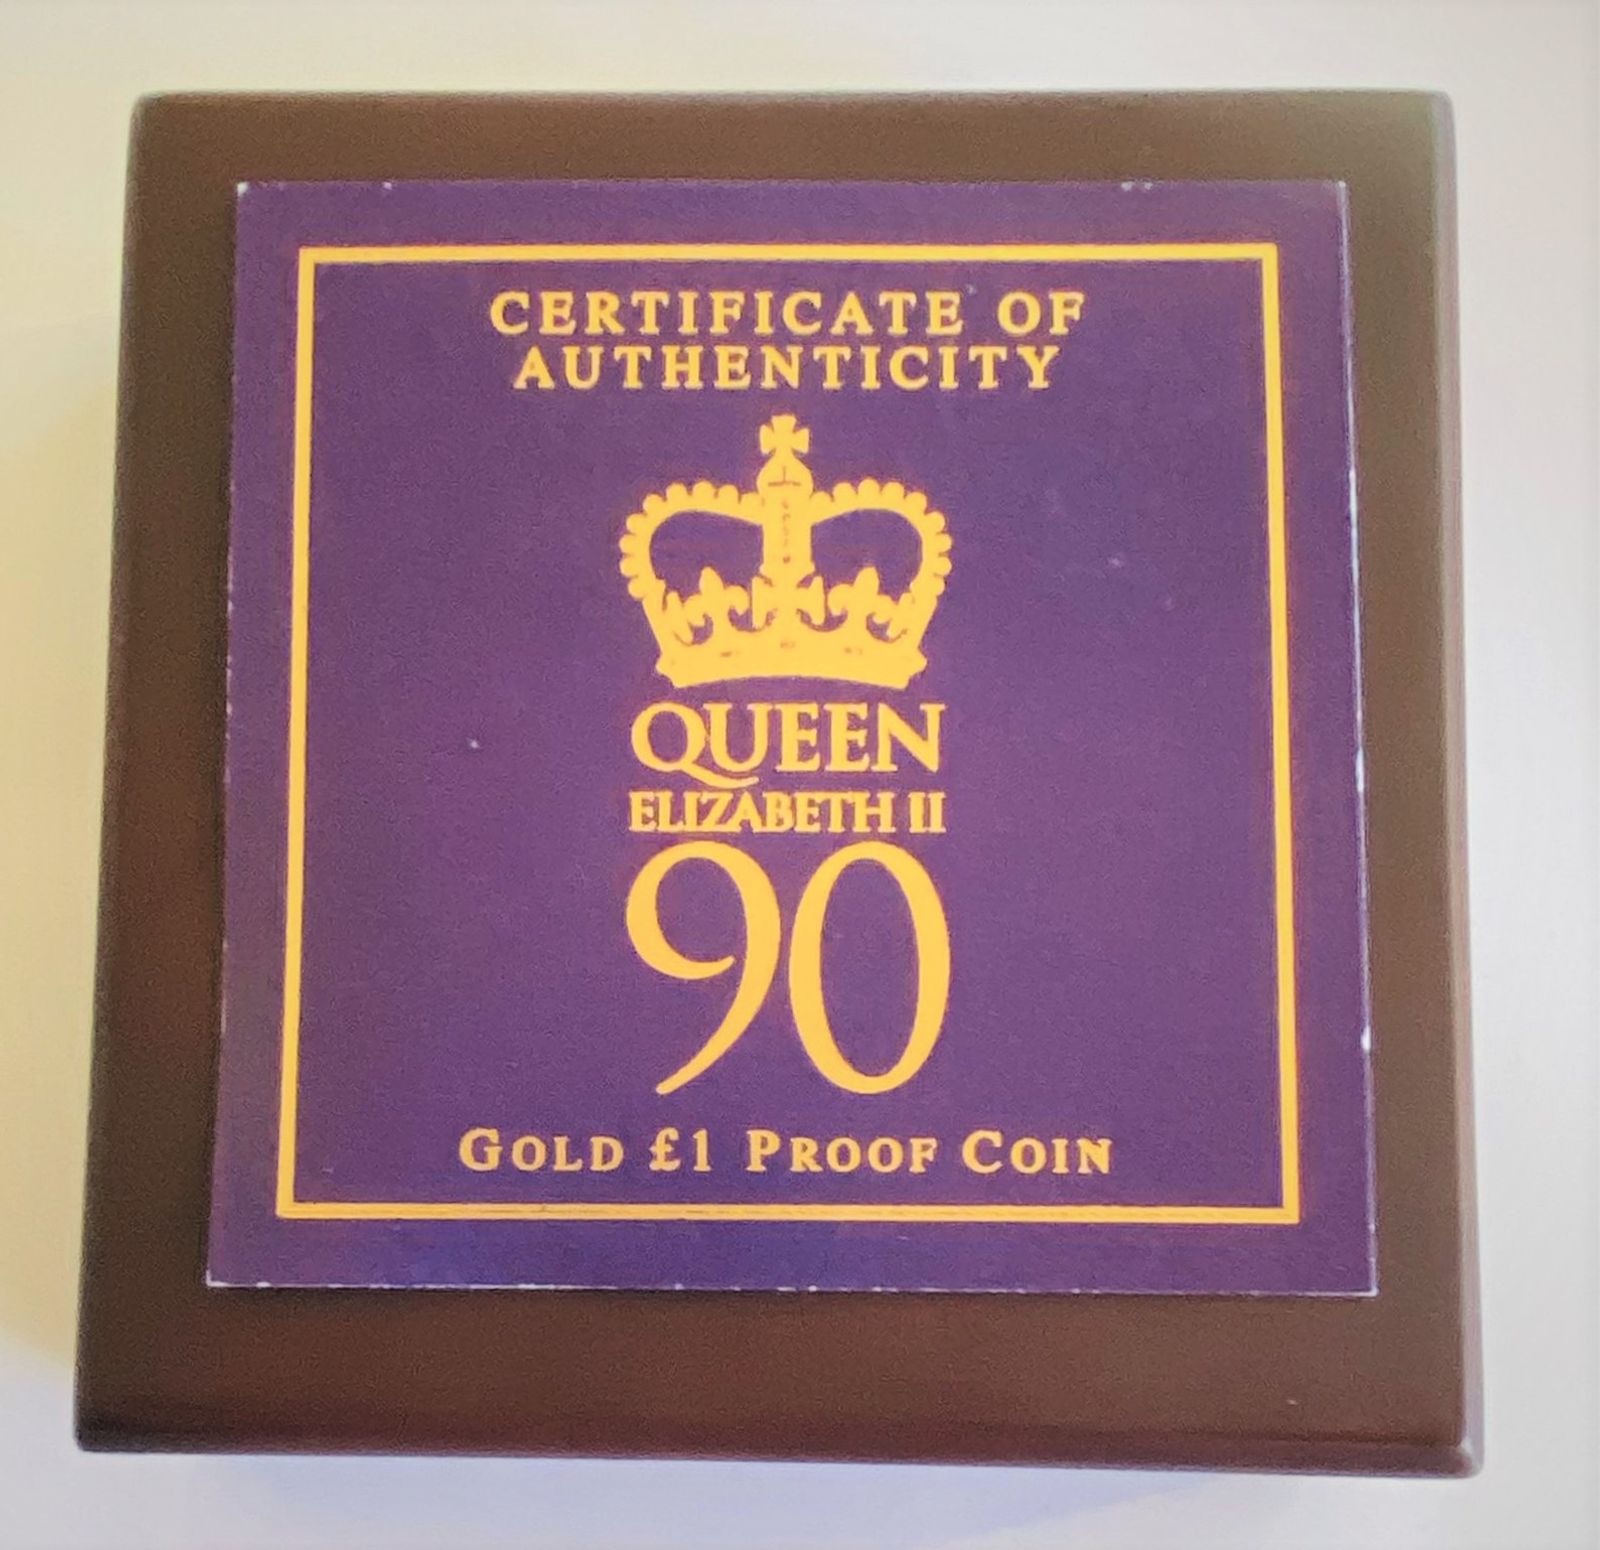 CERTIFICATE OF
AUTHENTICITY
QUEEN
ELIZABETH II
90
GOLD £1 PROOF COIN